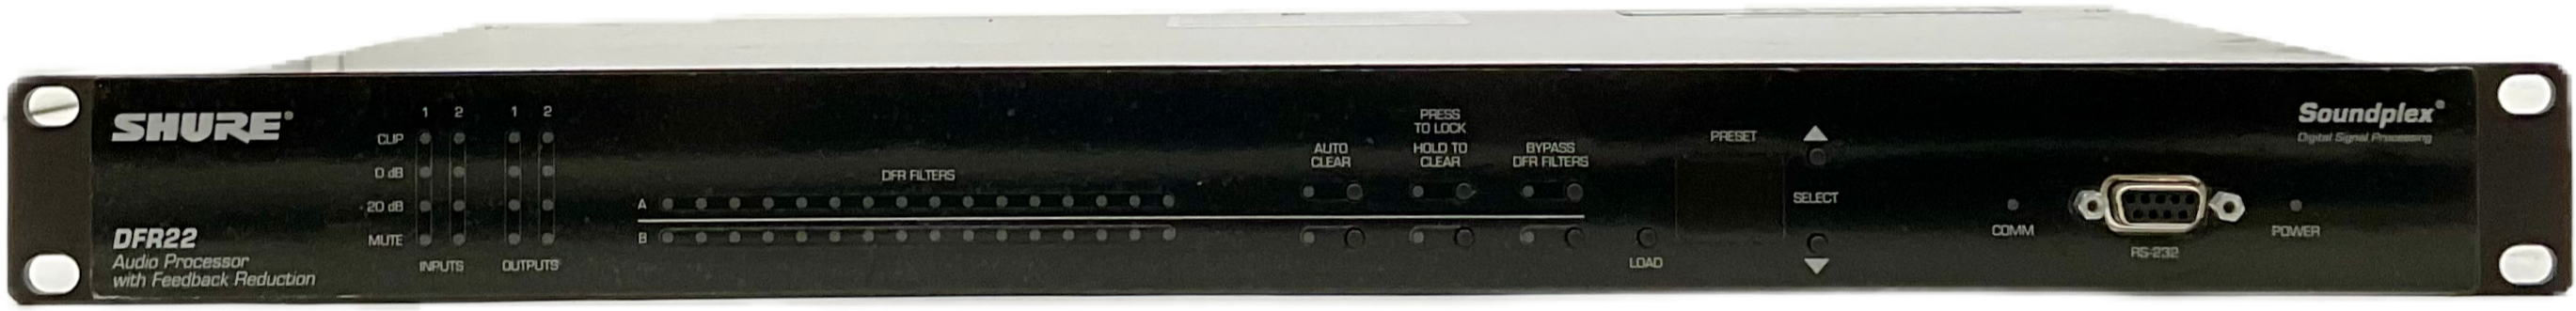 SHURE®
DFR22
Audio Processor
with Feedback Reduction
1 2 1 2
CLIP
0 dB
-20 dB
MUTE
INPUTS OUTPUTS
DFR FILTERS
A
B
AUTO
CLEAR
PRESS
TO LOCK
HOLD TO
CLEAR
BYPASS
DFR FILTERS
LOAD
PRESET
SELECT
COMM
RS-232
POWER
Soundplex®
Digital Signal Processing